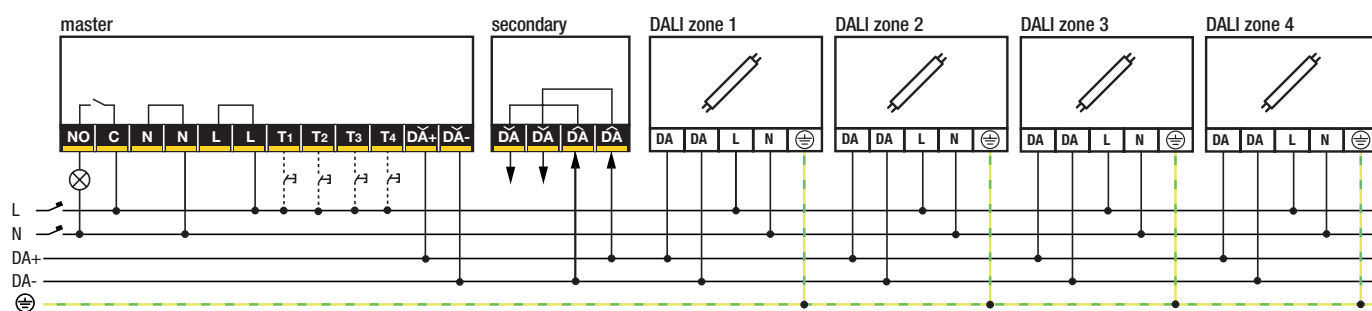 master secondary DALI zone 1 DALI zone 2 DALI zone 3 DALI zone 4
NO C N N L L T1 T2 T3 T4 DA+ DA- DA DA DA DA DA DA L N DA DA L N DA DA L N DA DA L N
L
N
DA+
DA-